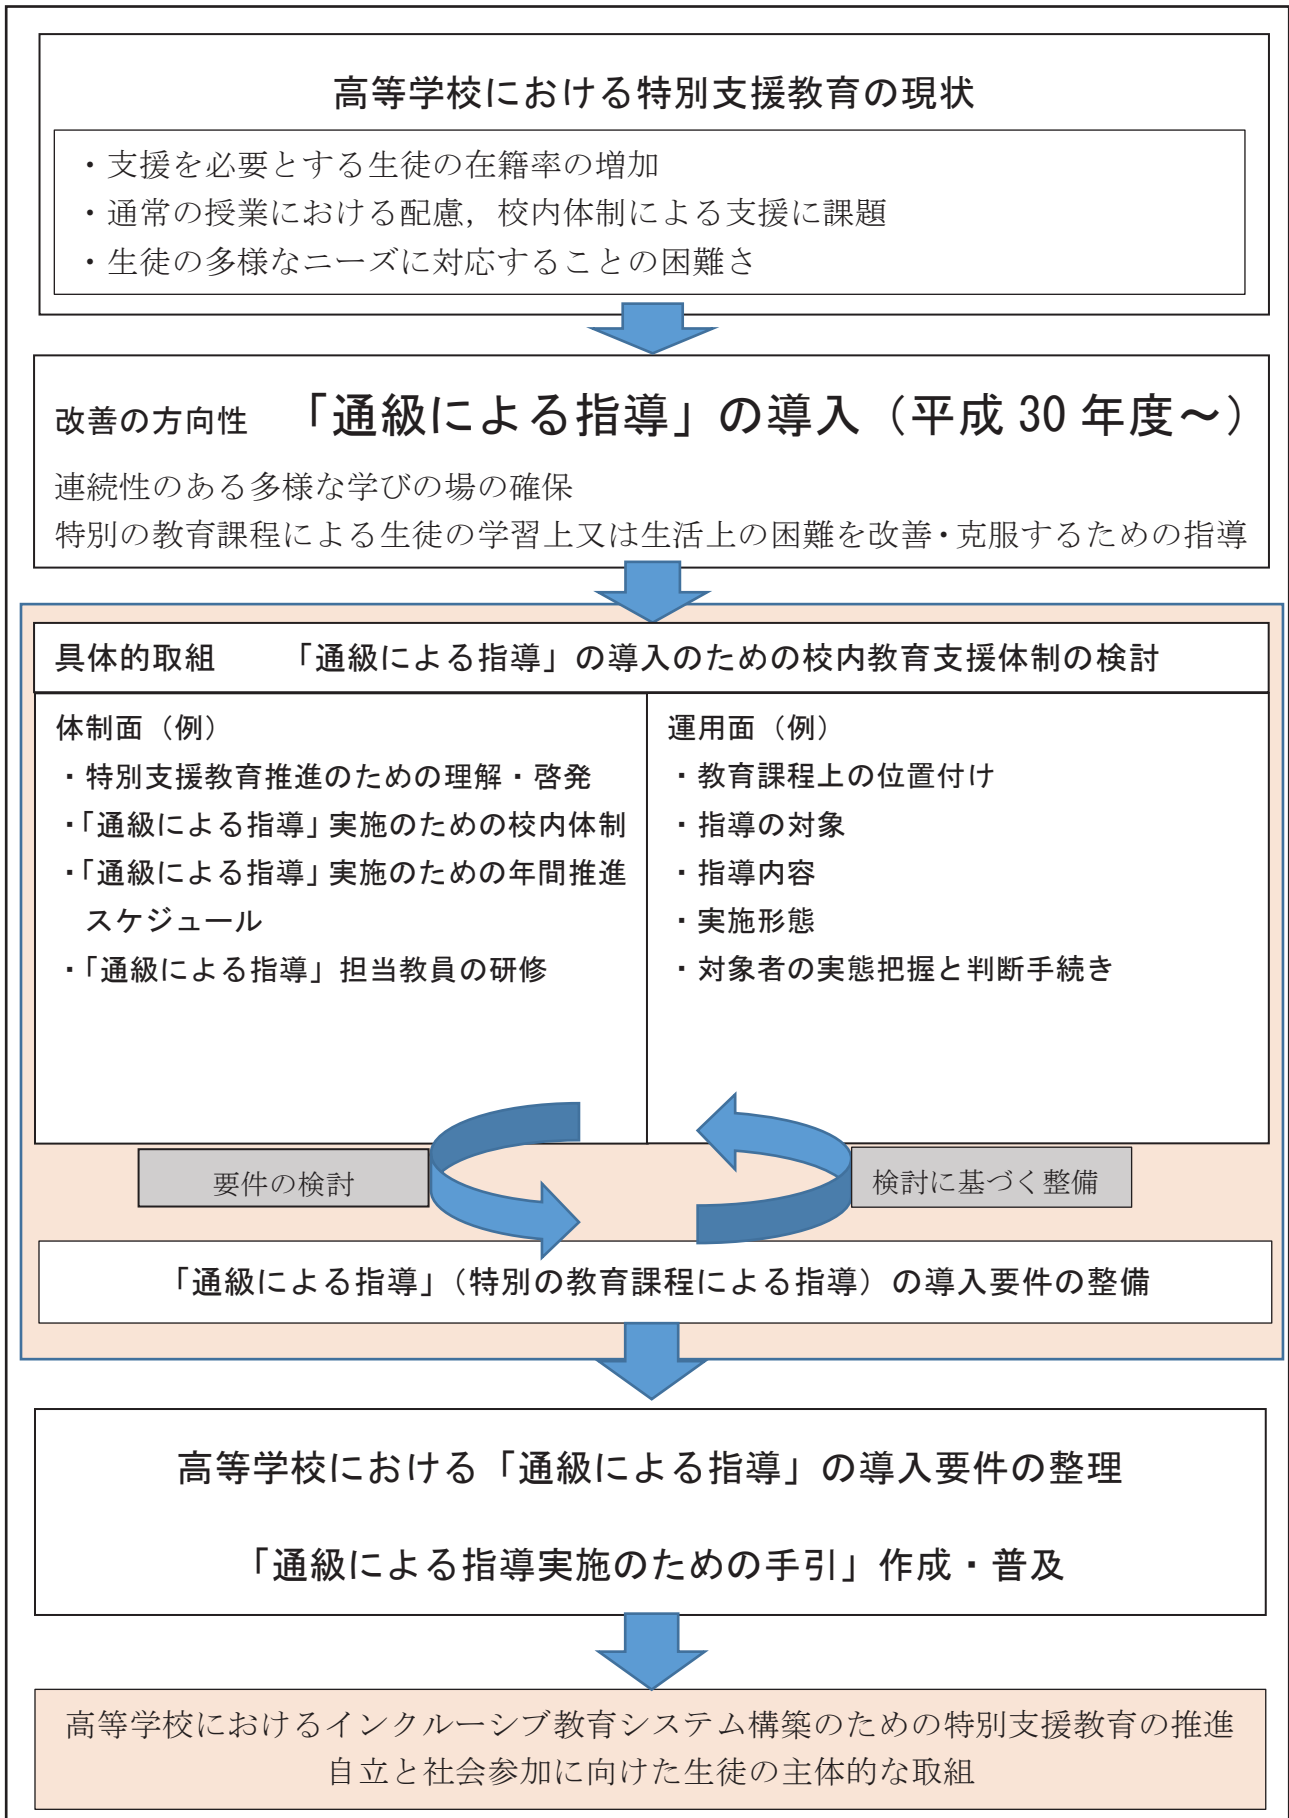 高等学校における特別支援教育の現状
・支援を必要とする生徒の在籍率の増加
・通常の授業における配慮，校内体制による支援に課題
・生徒の多様なニーズに対応することの困難さ
改善の方向性　「通級による指導」の導入（平成 30 年度～）
連続性のある多様な学びの場の確保
特別の教育課程による生徒の学習上又は生活上の困難を改善・克服するための指導
具体的取組　　「通級による指導」の導入のための校内教育支援体制の検討
体制面（例）
・特別支援教育推進のための理解・啓発
・「通級による指導」実施のための校内体制
・「通級による指導」実施のための年間推進
スケジュール
・「通級による指導」担当教員の研修
運用面（例）
・教育課程上の位置付け
・指導の対象
・指導内容
・実施形態
・対象者の実態把握と判断手続き
要件の検討
検討に基づく整備
「通級による指導」（特別の教育課程による指導）の導入要件の整備
高等学校における「通級による指導」の導入要件の整理
「通級による指導実施のための手引」作成・普及
高等学校におけるインクルーシブ教育システム構築のための特別支援教育の推進
自立と社会参加に向けた生徒の主体的な取組